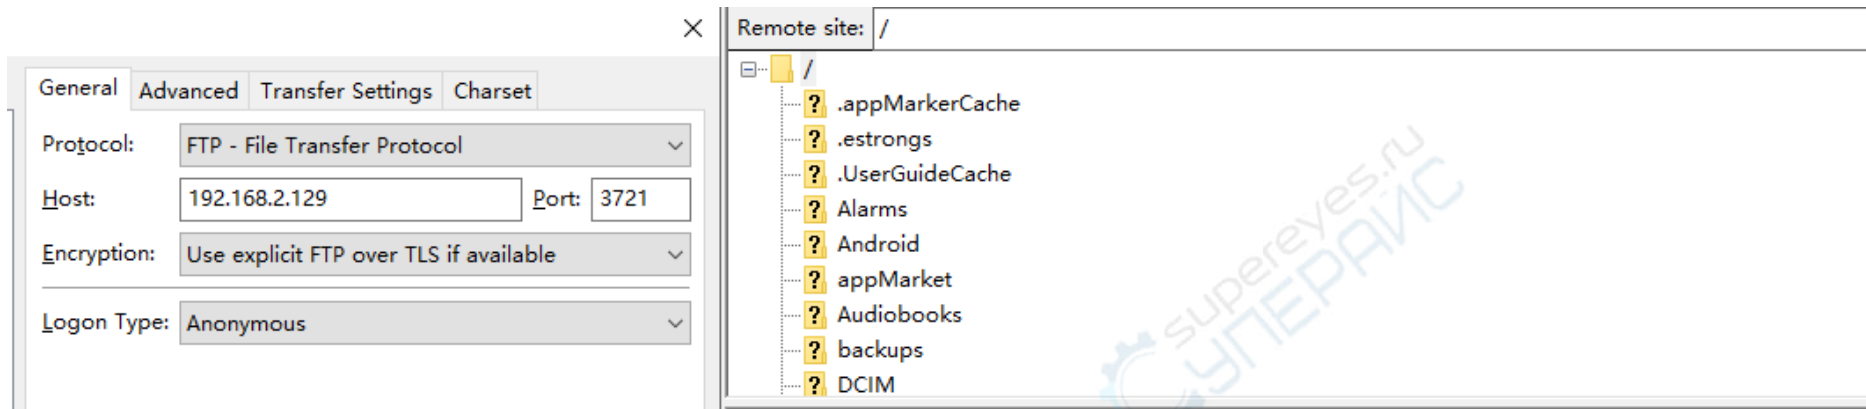 General Advanced Transfer Settings Charset
Protocol: FTP - File Transfer Protocol
Host: 192.168.2.129 Port: 3721
Encryption: Use explicit FTP over TLS if available
Logon Type: Anonymous
Remote site: /
/
.appMarkerCache
.estrongs
.UserGuideCache
Alarms
Android
appMarket
Audiobooks
backups
DCIM
supereyes.ru
СУПЕРАЙС